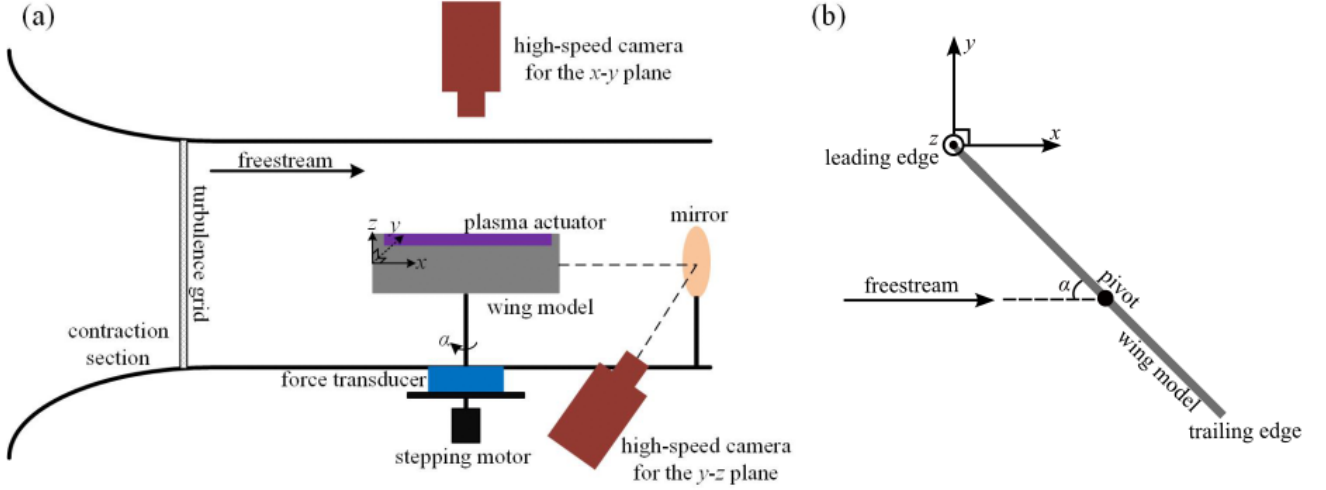 (a)
high-speed camera
for the x-y plane
freestream
turbulence grid
plasma actuator
mirror
z
y
x
wing model
contraction
section
α
force transducer
stepping motor
high-speed camera
for the y-z plane
(b)
y
z
x
leading edge
freestream
α
pivot
wing model
trailing edge